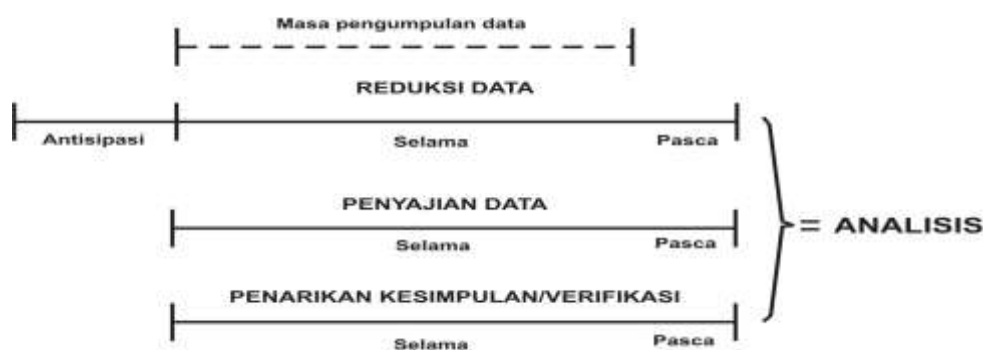 Masa pengumpulan data
REDUKSI DATA
Antisipasi Selama Pasca
PENYAJIAN DATA
Selama Pasca
= ANALISIS
PENARIKAN KESIMPULAN/VERIFIKASI
Selama Pasca